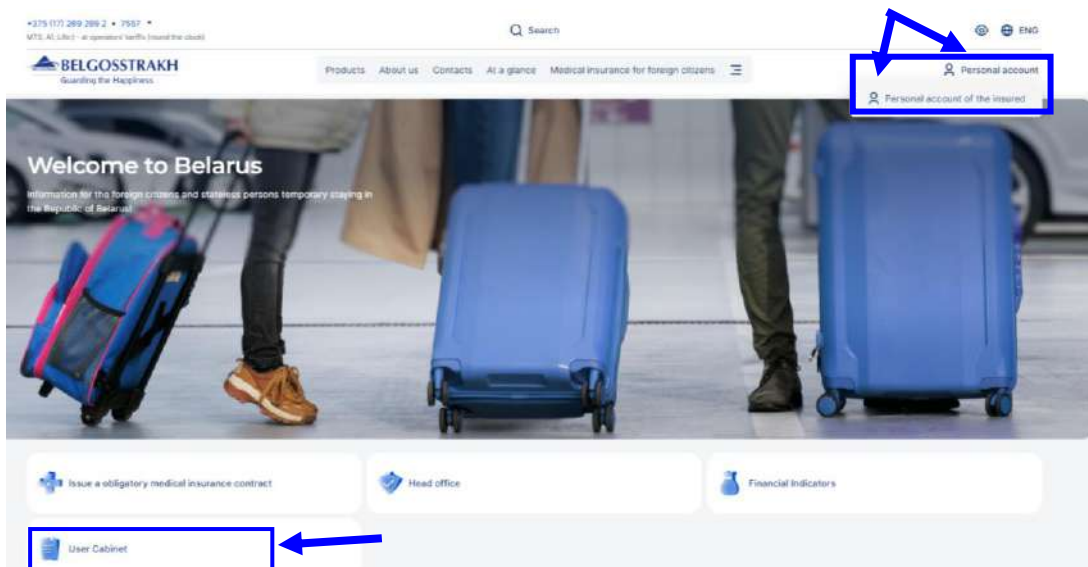 +375 (17) 269 269 2 • 7557
MTS, A1, Life:) - at operators' tariffs (round the clock)
Search
ENG
BELGOSSTRAKH
Guarding the Happiness
Products About us Contacts At a glance Medical insurance for foreign citizens
Personal account
Personal account of the insured
Welcome to Belarus
Information for the foreign citizens and stateless persons temporary staying in
the Republic of Belarus!
Issue a obligatory medical insurance contract
Head office
Financial Indicators
User Cabinet